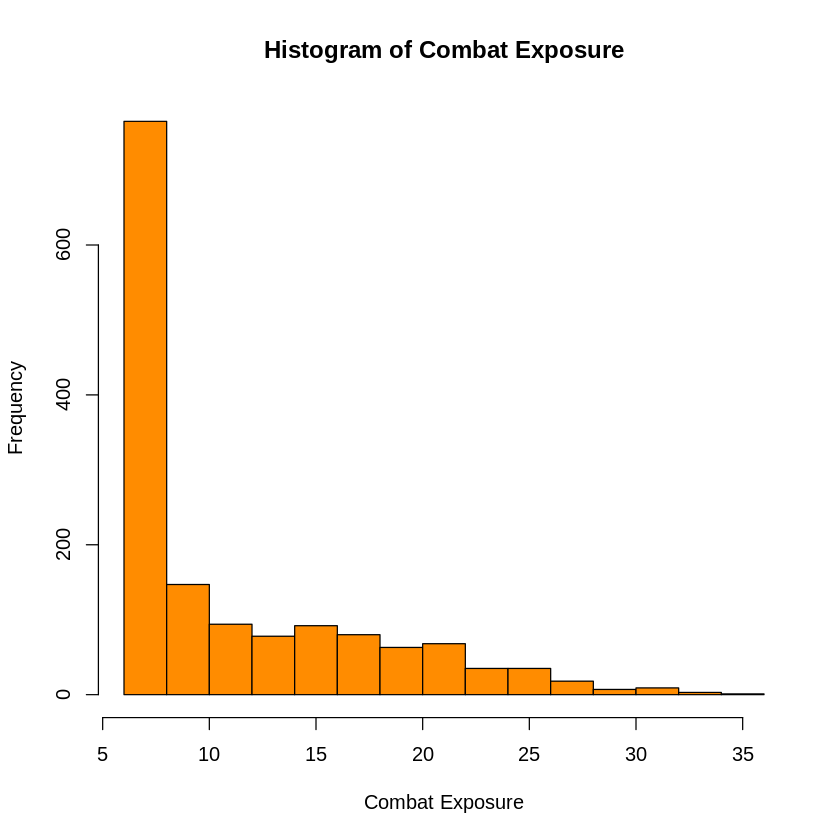 Histogram of Combat Exposure
Frequency
600
400
200
0
5 10 15 20 25 30 35
Combat Exposure